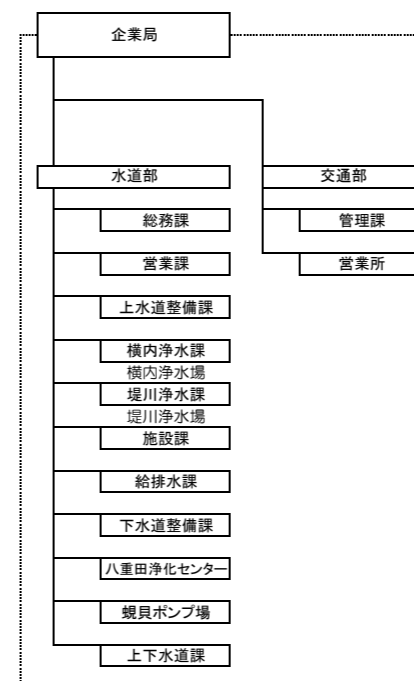 企業局
水道部
総務課
営業課
上水道整備課
横内浄水課
横内浄水場
堤川浄水課
堤川浄水場
施設課
給排水課
下水道整備課
八重田浄化センター
蜆貝ポンプ場
上下水道課
交通部
管理課
営業所